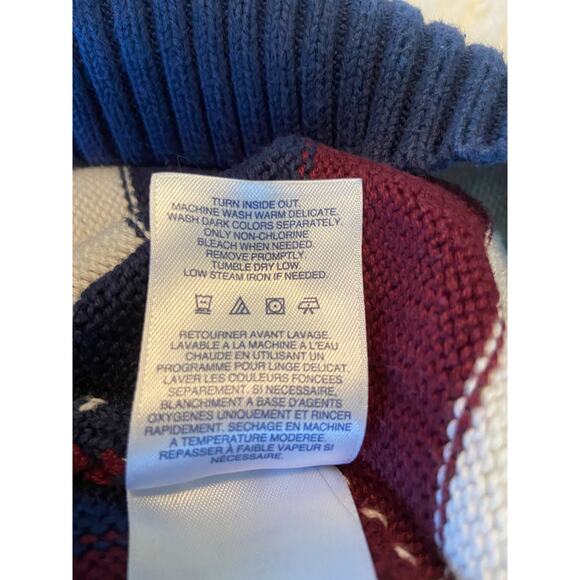 TURN INSIDE OUT.
MACHINE WASH WARM DELICATE.
WASH DARK COLORS SEPARATELY.
ONLY NON-CHLORINE
BLEACH WHEN NEEDED.
REMOVE PROMPTLY.
TUMBLE DRY LOW.
LOW STEAM IRON IF NEEDED.
RETOURNER AVANT LAVAGE.
LAVABLE A LA MACHINE A L'EAU
CHAUDE EN UTILISANT UN
PROGRAMME POUR LINGE DELICAT.
LAVER LES COULEURS FONCEES
SEPAREMENT. SI NECESSAIRE,
BLANCHIMENT A BASE D'AGENTS
OXYGENES UNIQUEMENT ET RINCER
RAPIDEMENT. SECHAGE EN MACHINE
A TEMPERATURE MODEREE.
REPASSER A FAIBLE VAPEUR SI
NECESSAIRE.